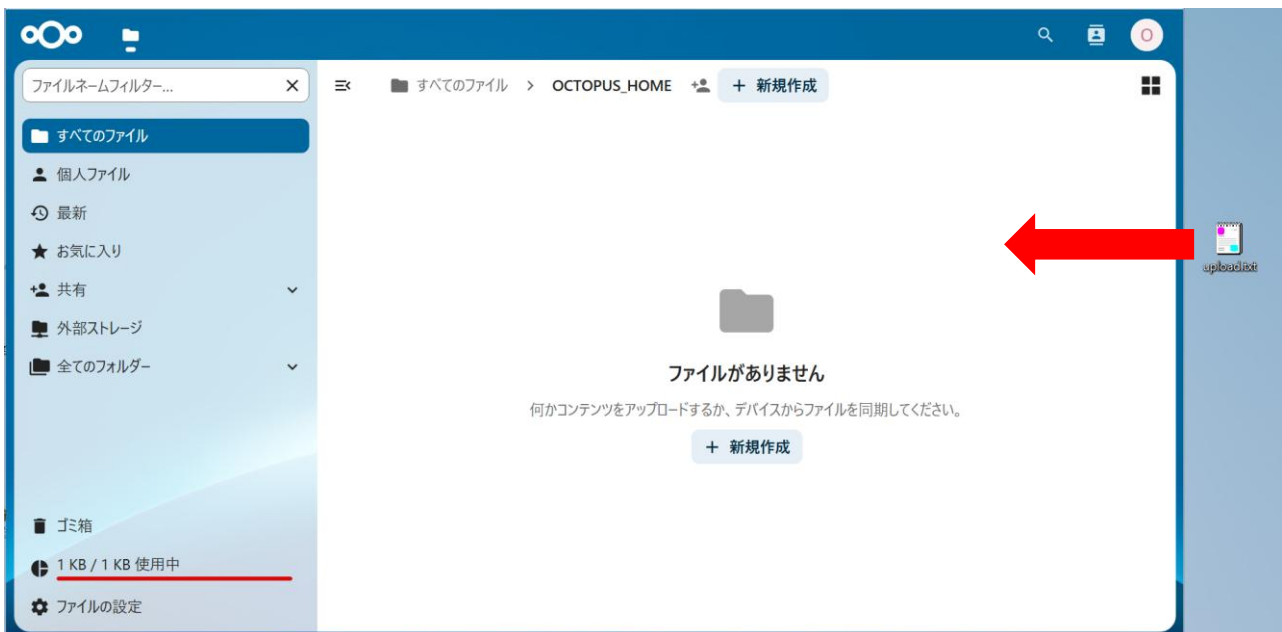 O
ファイルネームフィルター...
すべてのファイル > OCTOPUS_HOME
+ 新規作成
すべてのファイル
個人ファイル
最新
お気に入り
共有
外部ストレージ
全てのフォルダー
upload.txt
ファイルがありません
何かコンテンツをアップロードするか、デバイスからファイルを同期してください。
+ 新規作成
ゴミ箱
1 KB / 1 KB 使用中
ファイルの設定